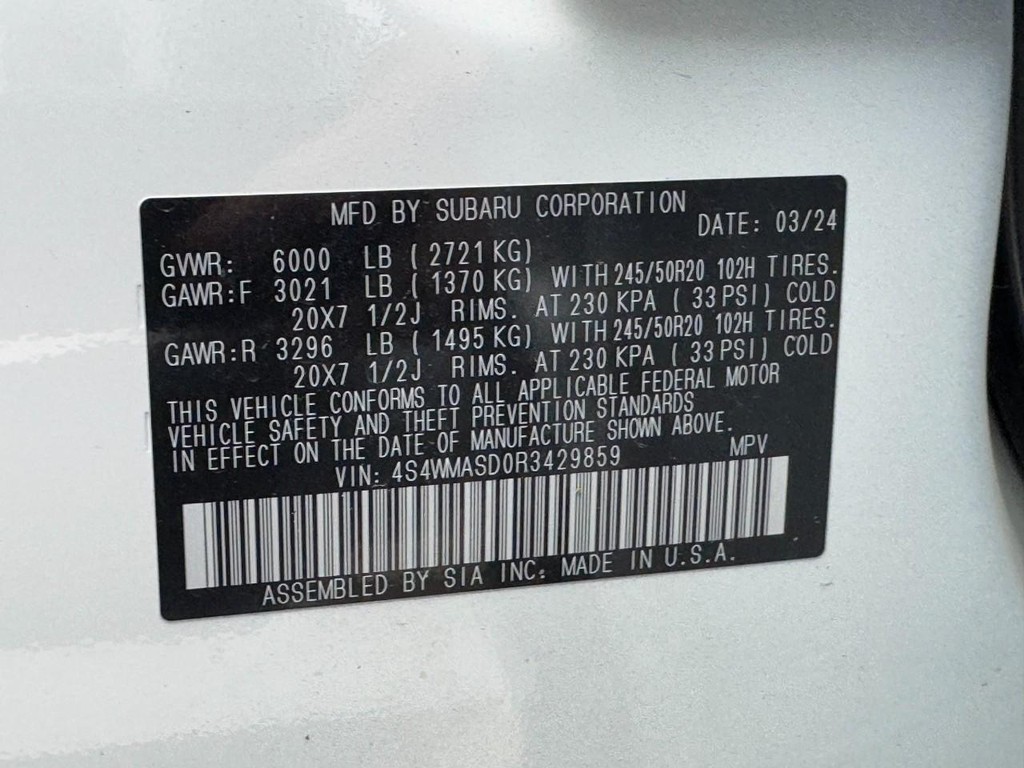 MFD BY SUBARU CORPORATION
DATE: 03/24
GVWR: 6000 LB ( 2721 KG)
GAWR:F 3021 LB ( 1370 KG) WITH 245/50R20 102H TIRES.
20X7 1/2J RIMS. AT 230 KPA ( 33 PSI) COLD
GAWR:R 3296 LB ( 1495 KG) WITH 245/50R20 102H TIRES.
20X7 1/2J RIMS. AT 230 KPA ( 33 PSI) COLD
THIS VEHICLE CONFORMS TO ALL APPLICABLE FEDERAL MOTOR
VEHICLE SAFETY AND THEFT PREVENTION STANDARDS
IN EFFECT ON THE DATE OF MANUFACTURE SHOWN ABOVE.
VIN: 4S4WMASD0R3429859 MPV
ASSEMBLED BY SIA INC: MADE IN U.S.A.